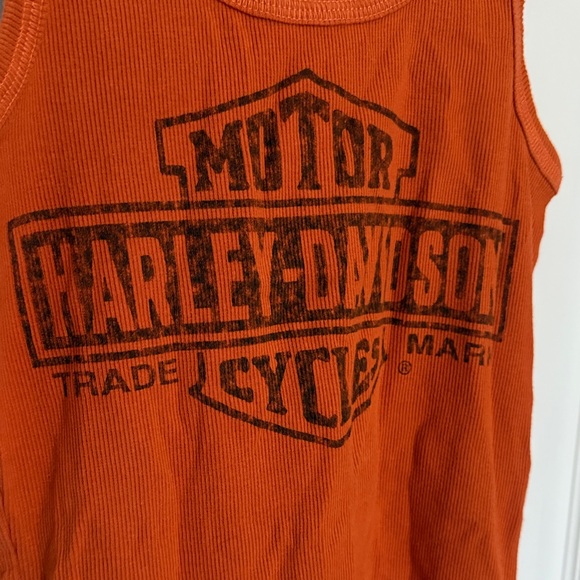 MOTOR
HARLEY-DAVIDSON
TRADE MARK
CYCLES
®